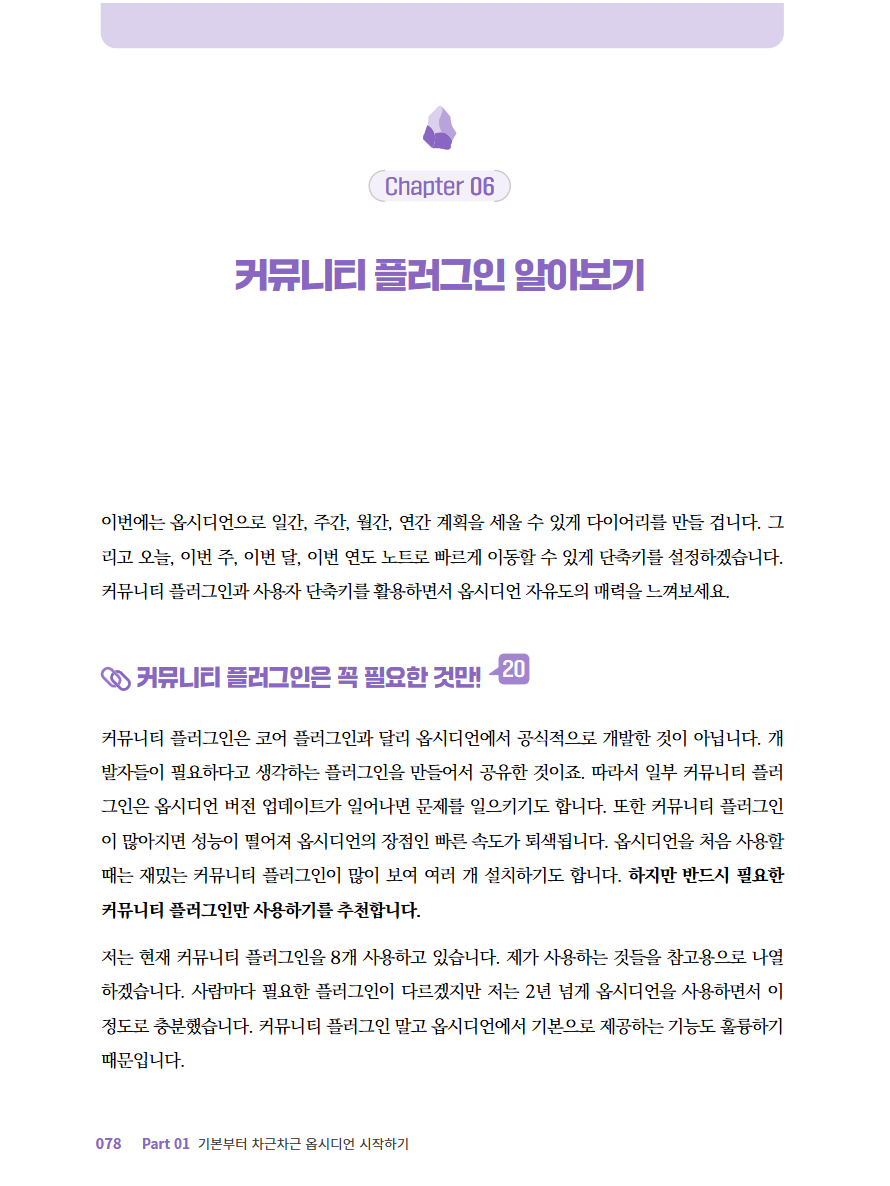 Chapter 06
커뮤니티 플러그인 알아보기
이번에는 옵시디언으로 일간, 주간, 월간, 연간 계획을 세울 수 있게 다이어리를 만들 겁니다. 그
리고 오늘, 이번 주, 이번 달, 이번 연도 노트로 빠르게 이동할 수 있게 단축키를 설정하겠습니다.
커뮤니티 플러그인과 사용자 단축키를 활용하면서 옵시디언 자유도의 매력을 느껴보세요.
커뮤니티 플러그인은 꼭 필요한 것만! 20
커뮤니티 플러그인은 코어 플러그인과 달리 옵시디언에서 공식적으로 개발한 것이 아닙니다. 개
발자들이 필요하다고 생각하는 플러그인을 만들어서 공유한 것이죠. 따라서 일부 커뮤니티 플러
그인은 옵시디언 버전 업데이트가 일어나면 문제를 일으키기도 합니다. 또한 커뮤니티 플러그인
이 많아지면 성능이 떨어져 옵시디언의 장점인 빠른 속도가 퇴색됩니다. 옵시디언을 처음 사용할
때는 재밌는 커뮤니티 플러그인이 많이 보여 여러 개 설치하기도 합니다. 하지만 반드시 필요한
커뮤니티 플러그인만 사용하기를 추천합니다.
저는 현재 커뮤니티 플러그인을 8개 사용하고 있습니다. 제가 사용하는 것들을 참고용으로 나열
하겠습니다. 사람마다 필요한 플러그인이 다르겠지만 저는 2년 넘게 옵시디언을 사용하면서 이
정도로 충분했습니다. 커뮤니티 플러그인 말고 옵시디언에서 기본으로 제공하는 기능도 훌륭하기
때문입니다.
078 Part 01 기본부터 차근차근 옵시디언 시작하기